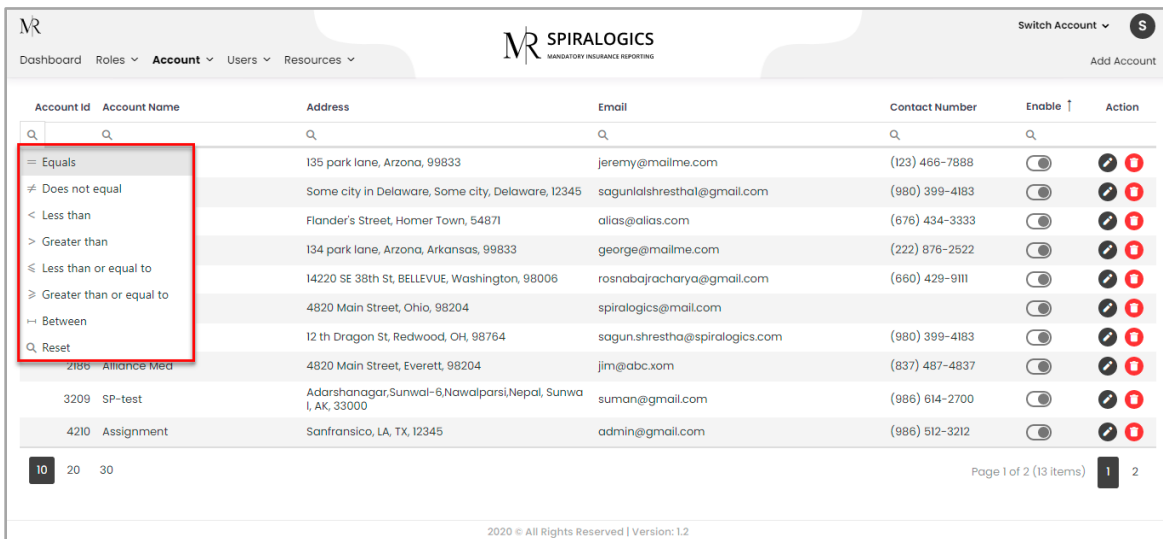 MR
SPIRALOGICS
MANDATORY INSURANCE REPORTING
Switch Account
S
Dashboard Roles Account Users Resources
Add Account
Account Id Account Name Address Email Contact Number Enable ↑ Action
= Equals 135 park lane, Arzona, 99833 jeremy@mailme.com (123) 466-7888
≠ Does not equal Some city in Delaware, Some city, Delaware, 12345 sagunlalshrestha1@gmail.com (980) 399-4183
< Less than Flander's Street, Homer Town, 54871 alias@alias.com (676) 434-3333
> Greater than 134 park lane, Arzona, Arkansas, 99833 george@mailme.com (222) 876-2522
⩽ Less than or equal to 14220 SE 38th St, BELLEVUE, Washington, 98006 rosnabajracharya@gmail.com (660) 429-9111
⩾ Greater than or equal to 4820 Main Street, Ohio, 98204 spiralogics@mail.com
Between 12 th Dragon St, Redwood, OH, 98764 sagun.shrestha@spiralogics.com (980) 399-4183
Reset
2186 Alliance Med 4820 Main Street, Everett, 98204 jim@abc.xom (837) 487-4837
3209 SP-test Adarshanagar,Sunwal-6,Nawalparsi,Nepal, Sunwa suman@gmail.com (986) 614-2700
l, AK, 33000
4210 Assignment Sanfransico, LA, TX, 12345 admin@gmail.com (986) 512-3212
10 20 30 Page 1 of 2 (13 items) 1 2
2020 © All Rights Reserved | Version: 1.2